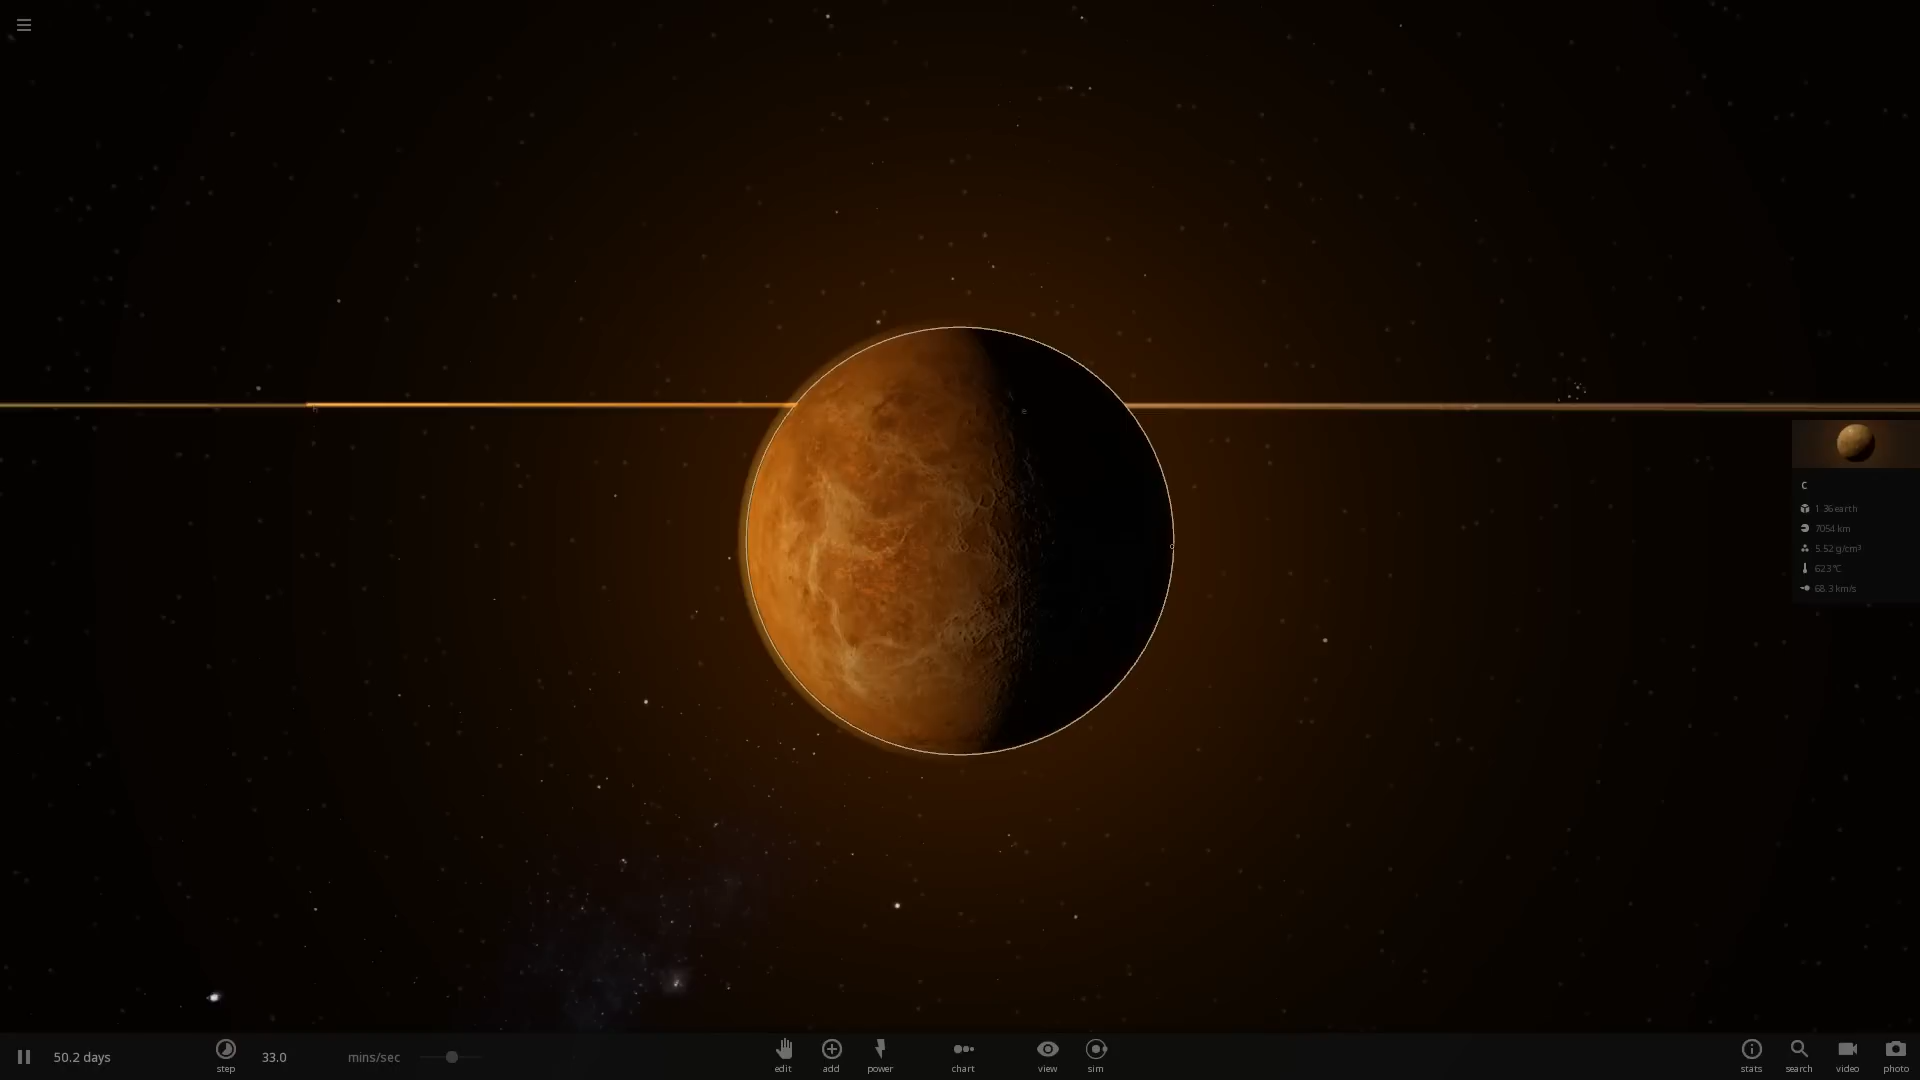 c
1.36 earth
7054 km
5.52 g/cm³
623°C
68.3 km/s
50.2 days
step
33.0
mins/sec
edit
add
power
chart
view
sim
stats
search
video
photo